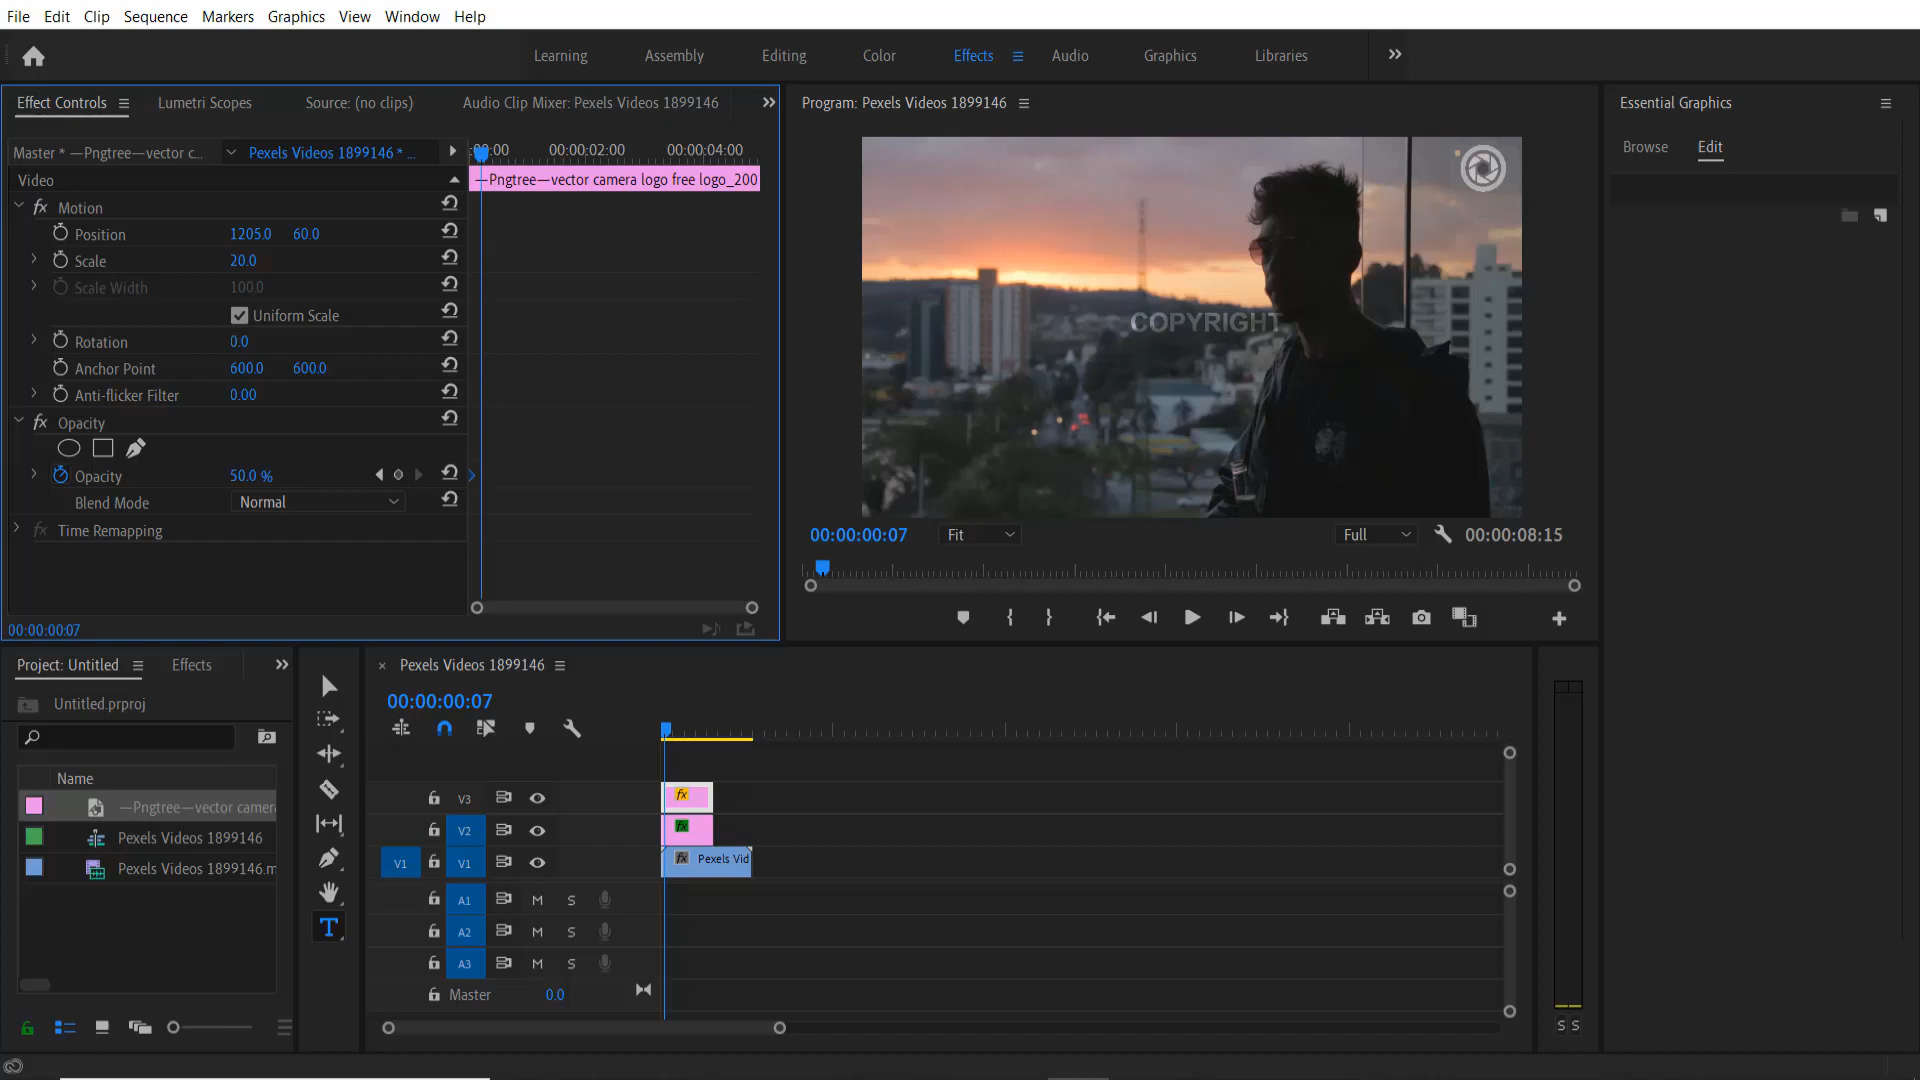 File Edit Clip Sequence Markers Graphics View Window Help
Learning Assembly Editing Color Effects Audio Graphics Libraries
Effect Controls Lumetri Scopes Source: (no clips) Audio Clip Mixer: Pexels Videos 1899146
Program: Pexels Videos 1899146
Essential Graphics
Browse Edit
Master * —Pngtree—vector c... Pexels Videos 1899146 * ...
:00:00 00:00:02:00 00:00:04:00
Video
—Pngtree—vector camera logo free logo_200
fx Motion
Position 1205.0 60.0
Scale 20.0
Scale Width 100.0
Uniform Scale
Rotation 0.0
Anchor Point 600.0 600.0
Anti-flicker Filter 0.00
fx Opacity
Opacity 50.0 %
Blend Mode Normal
fx Time Remapping
00:00:00:07
COPYRIGHT
00:00:00:07 Fit Full 00:00:08:15
Project: Untitled Effects
Untitled.prproj
Name
—Pngtree—vector camer
Pexels Videos 1899146
Pexels Videos 1899146.m
T
× Pexels Videos 1899146
00:00:00:07
V3 fx
V2 fx
V1 V1 fx Pexels Vid
A1 M S
A2 M S
A3 M S
Master 0.0
S S